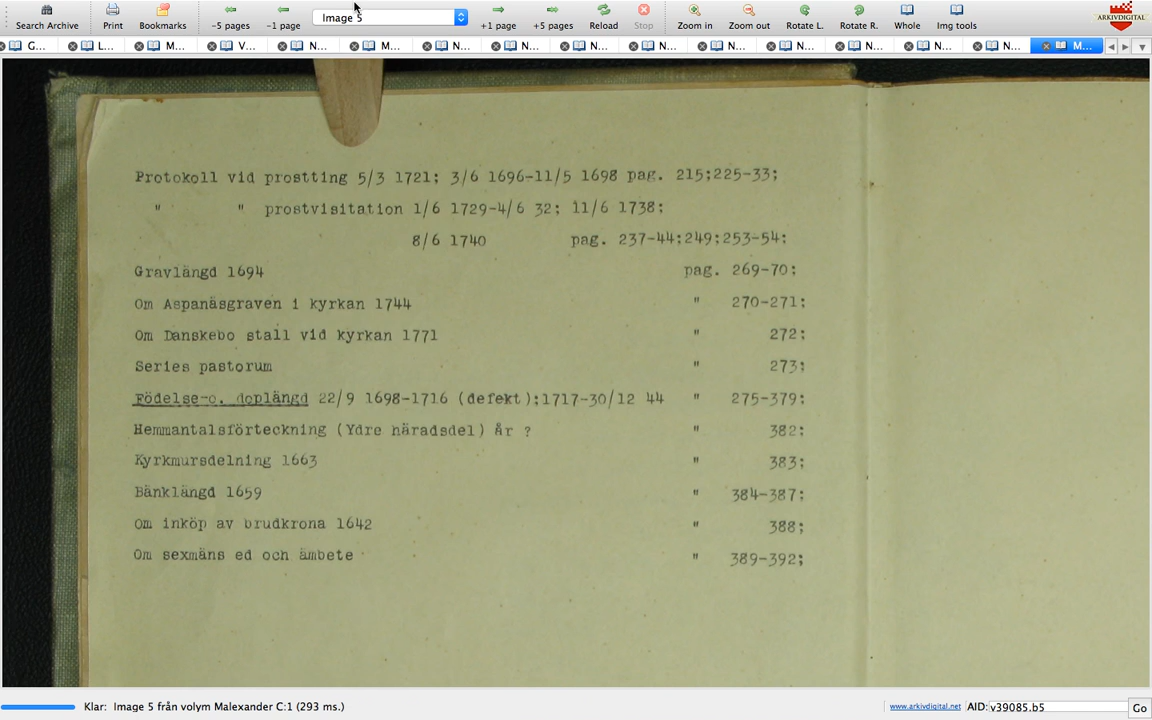 Search Archive Print Bookmarks -5 pages -1 page Image 5 +1 page +5 pages Reload Stop Zoom in Zoom out Rotate L. Rotate R. Whole Img tools ARKIVDIGITAL
G... L... M... V... N... M... N... N... N... N... N... N... N... N... N... M...
Protokoll vid prostting 5/3 1721; 3/6 1696-11/5 1698 pag. 215;225-33;
" " prostvisitation 1/6 1729-4/6 32; 11/6 1738;
8/6 1740 pag. 237-44;249;253-54;
Gravlängd 1694 pag. 269-70;
Om Aspanäsgraven i kyrkan 1744 " 270-271;
Om Danskebo stall vid kyrkan 1771 " 272;
Series pastorum " 273;
Födelse-o. doplängd 22/9 1698-1716 (defekt);1717-30/12 44 " 275-379;
Hemmantalsförteckning (Ydre häradsdel) År ? " 382;
Kyrkmursdelning 1663 " 383;
Bänklängd 1659 " 384-387;
Om inköp av brudkrona 1642 " 388;
Om sexmäns ed och ämbete " 389-392;
Klar: Image 5 från volym Malexander C:1 (293 ms.) www.arkivdigital.net AID: v39085.b5 Go